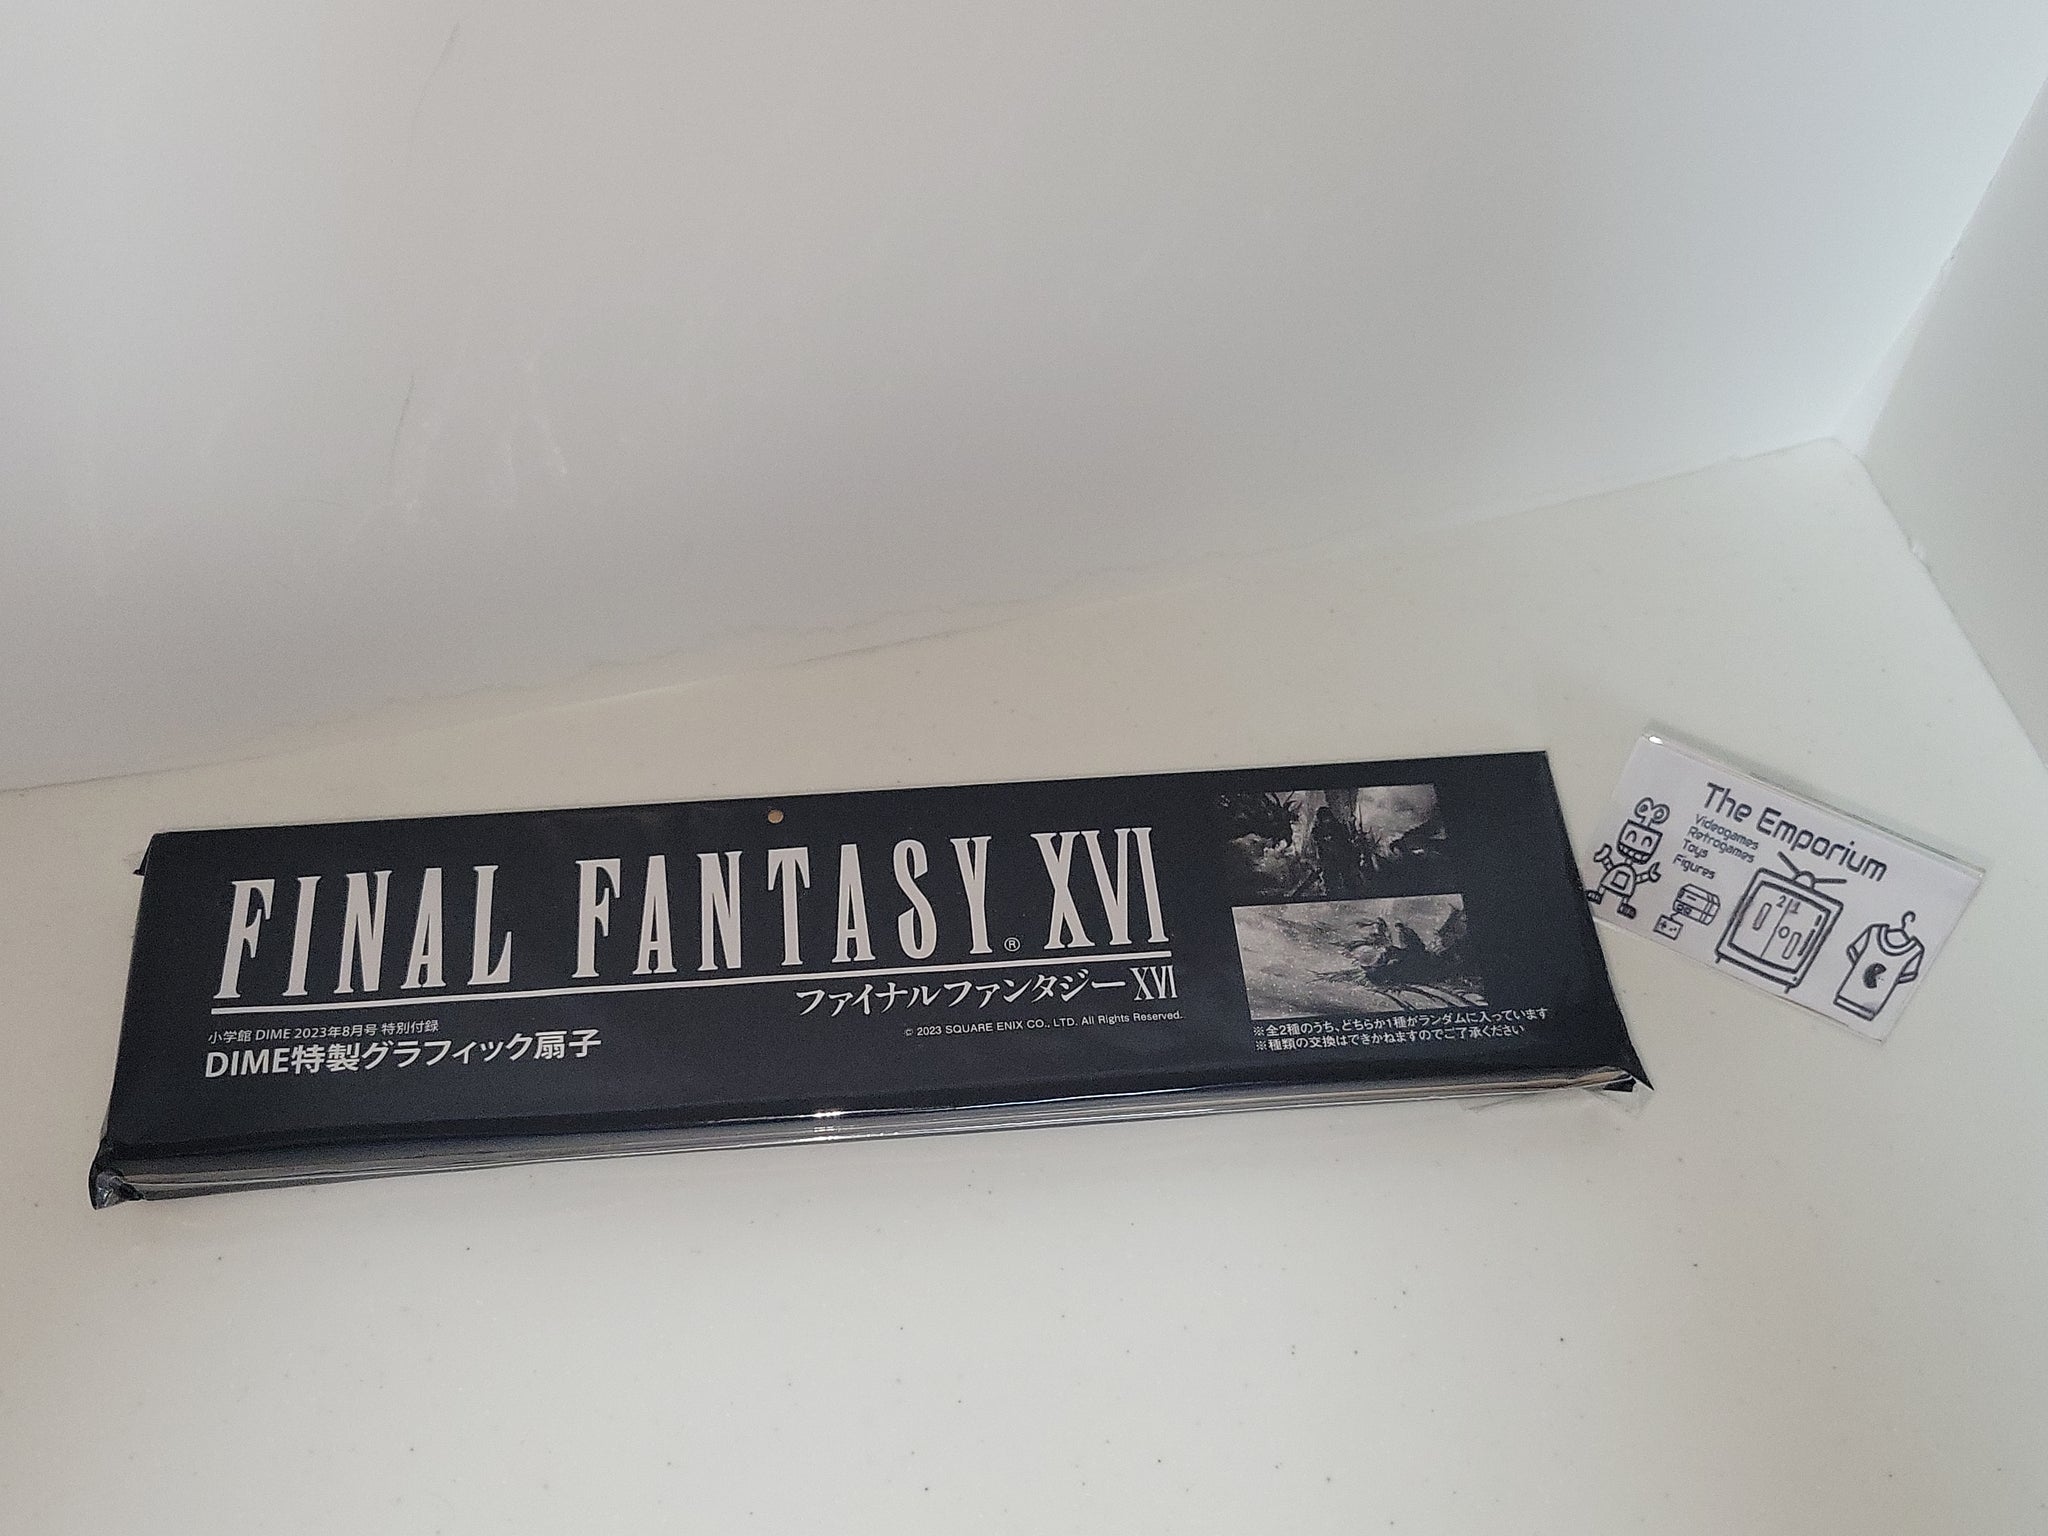 FINAL FANTASY® XVI
ファイナルファンタジー XVI
© 2023 SQUARE ENIX CO., LTD. All Rights Reserved.
小学館 DIME 2023年8月号 特別付録
DIME特製グラフィック扇子
※全2種のうち、どちらか1種がランダムに入っています
※種類の交換はできかねますのでご了承ください
The Emporium
Videogames
Retrogames
Toys
Figures
21